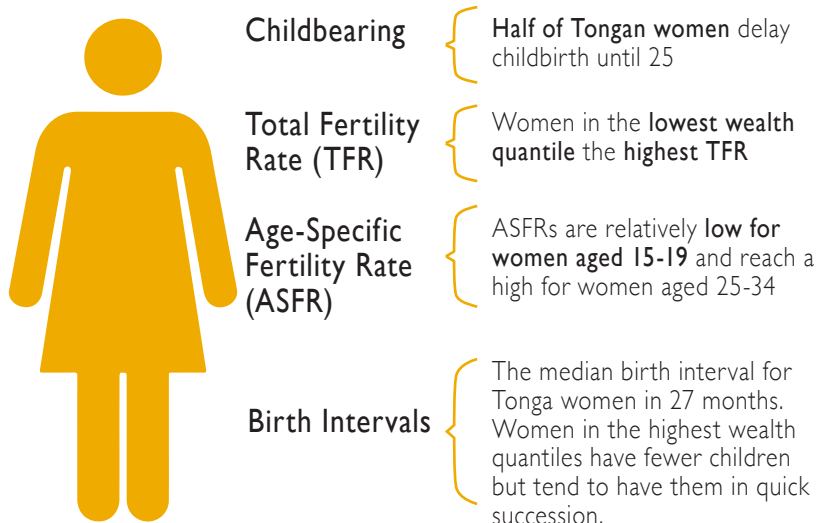 Childbearing
Half of Tongan women delay
childbirth until 25
Total Fertility
Rate (TFR)
Women in the lowest wealth
quantile the highest TFR
Age-Specific
Fertility Rate
(ASFR)
ASFRs are relatively low for
women aged 15-19 and reach a
high for women aged 25-34
Birth Intervals
The median birth interval for
Tonga women in 27 months.
Women in the highest wealth
quantiles have fewer children
but tend to have them in quick
succession.